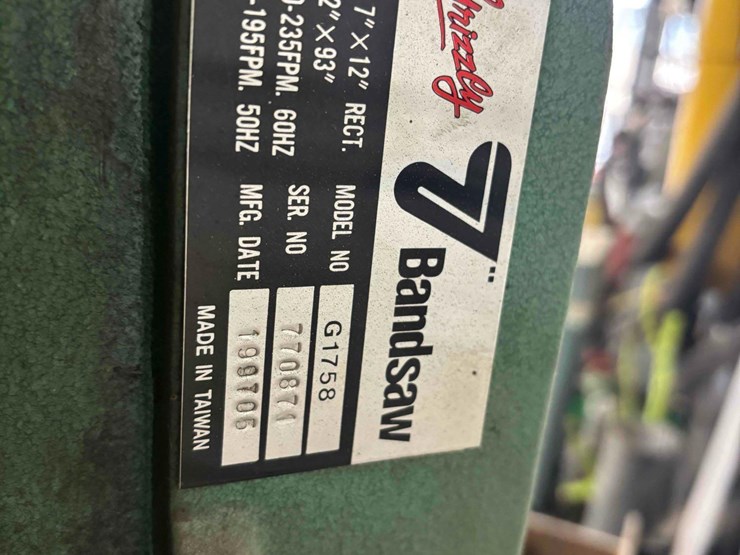 Grizzly 7" Bandsaw
7" X 12" RECT. MODEL NO G1758
2" X 93"
-235FPM. 60HZ SER. NO 770871
-195FPM. 50HZ MFG. DATE 199706
MADE IN TAIWAN